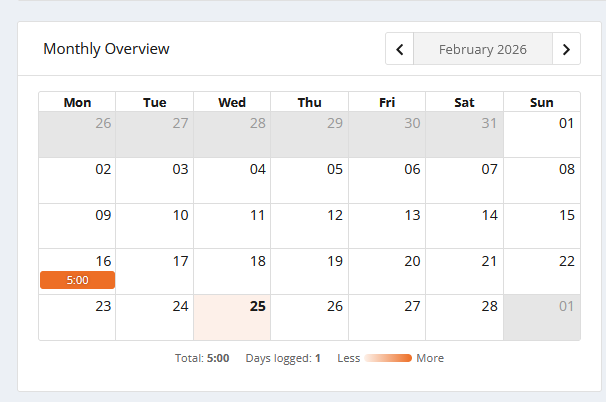 Monthly Overview
February 2026
Mon Tue Wed Thu Fri Sat Sun
26 27 28 29 30 31 01
02 03 04 05 06 07 08
09 10 11 12 13 14 15
16 17 18 19 20 21 22
5:00
23 24 25 26 27 28 01
Total: 5:00 Days logged: 1 Less More